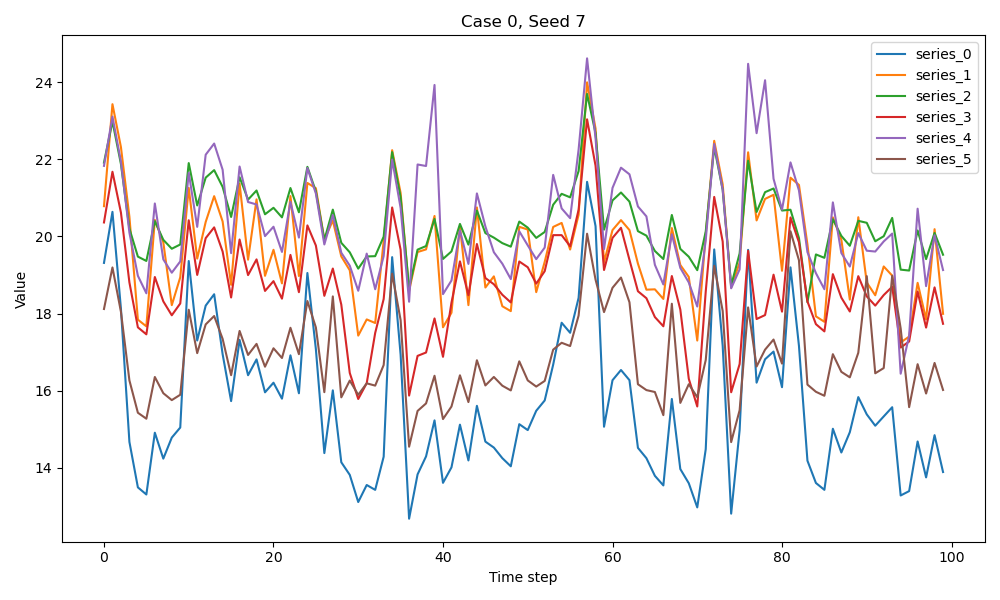 Case 0, Seed 7
Value
24
22
20
18
16
14
0
20
40
60
80
100
Time step
series_0
series_1
series_2
series_3
series_4
series_5